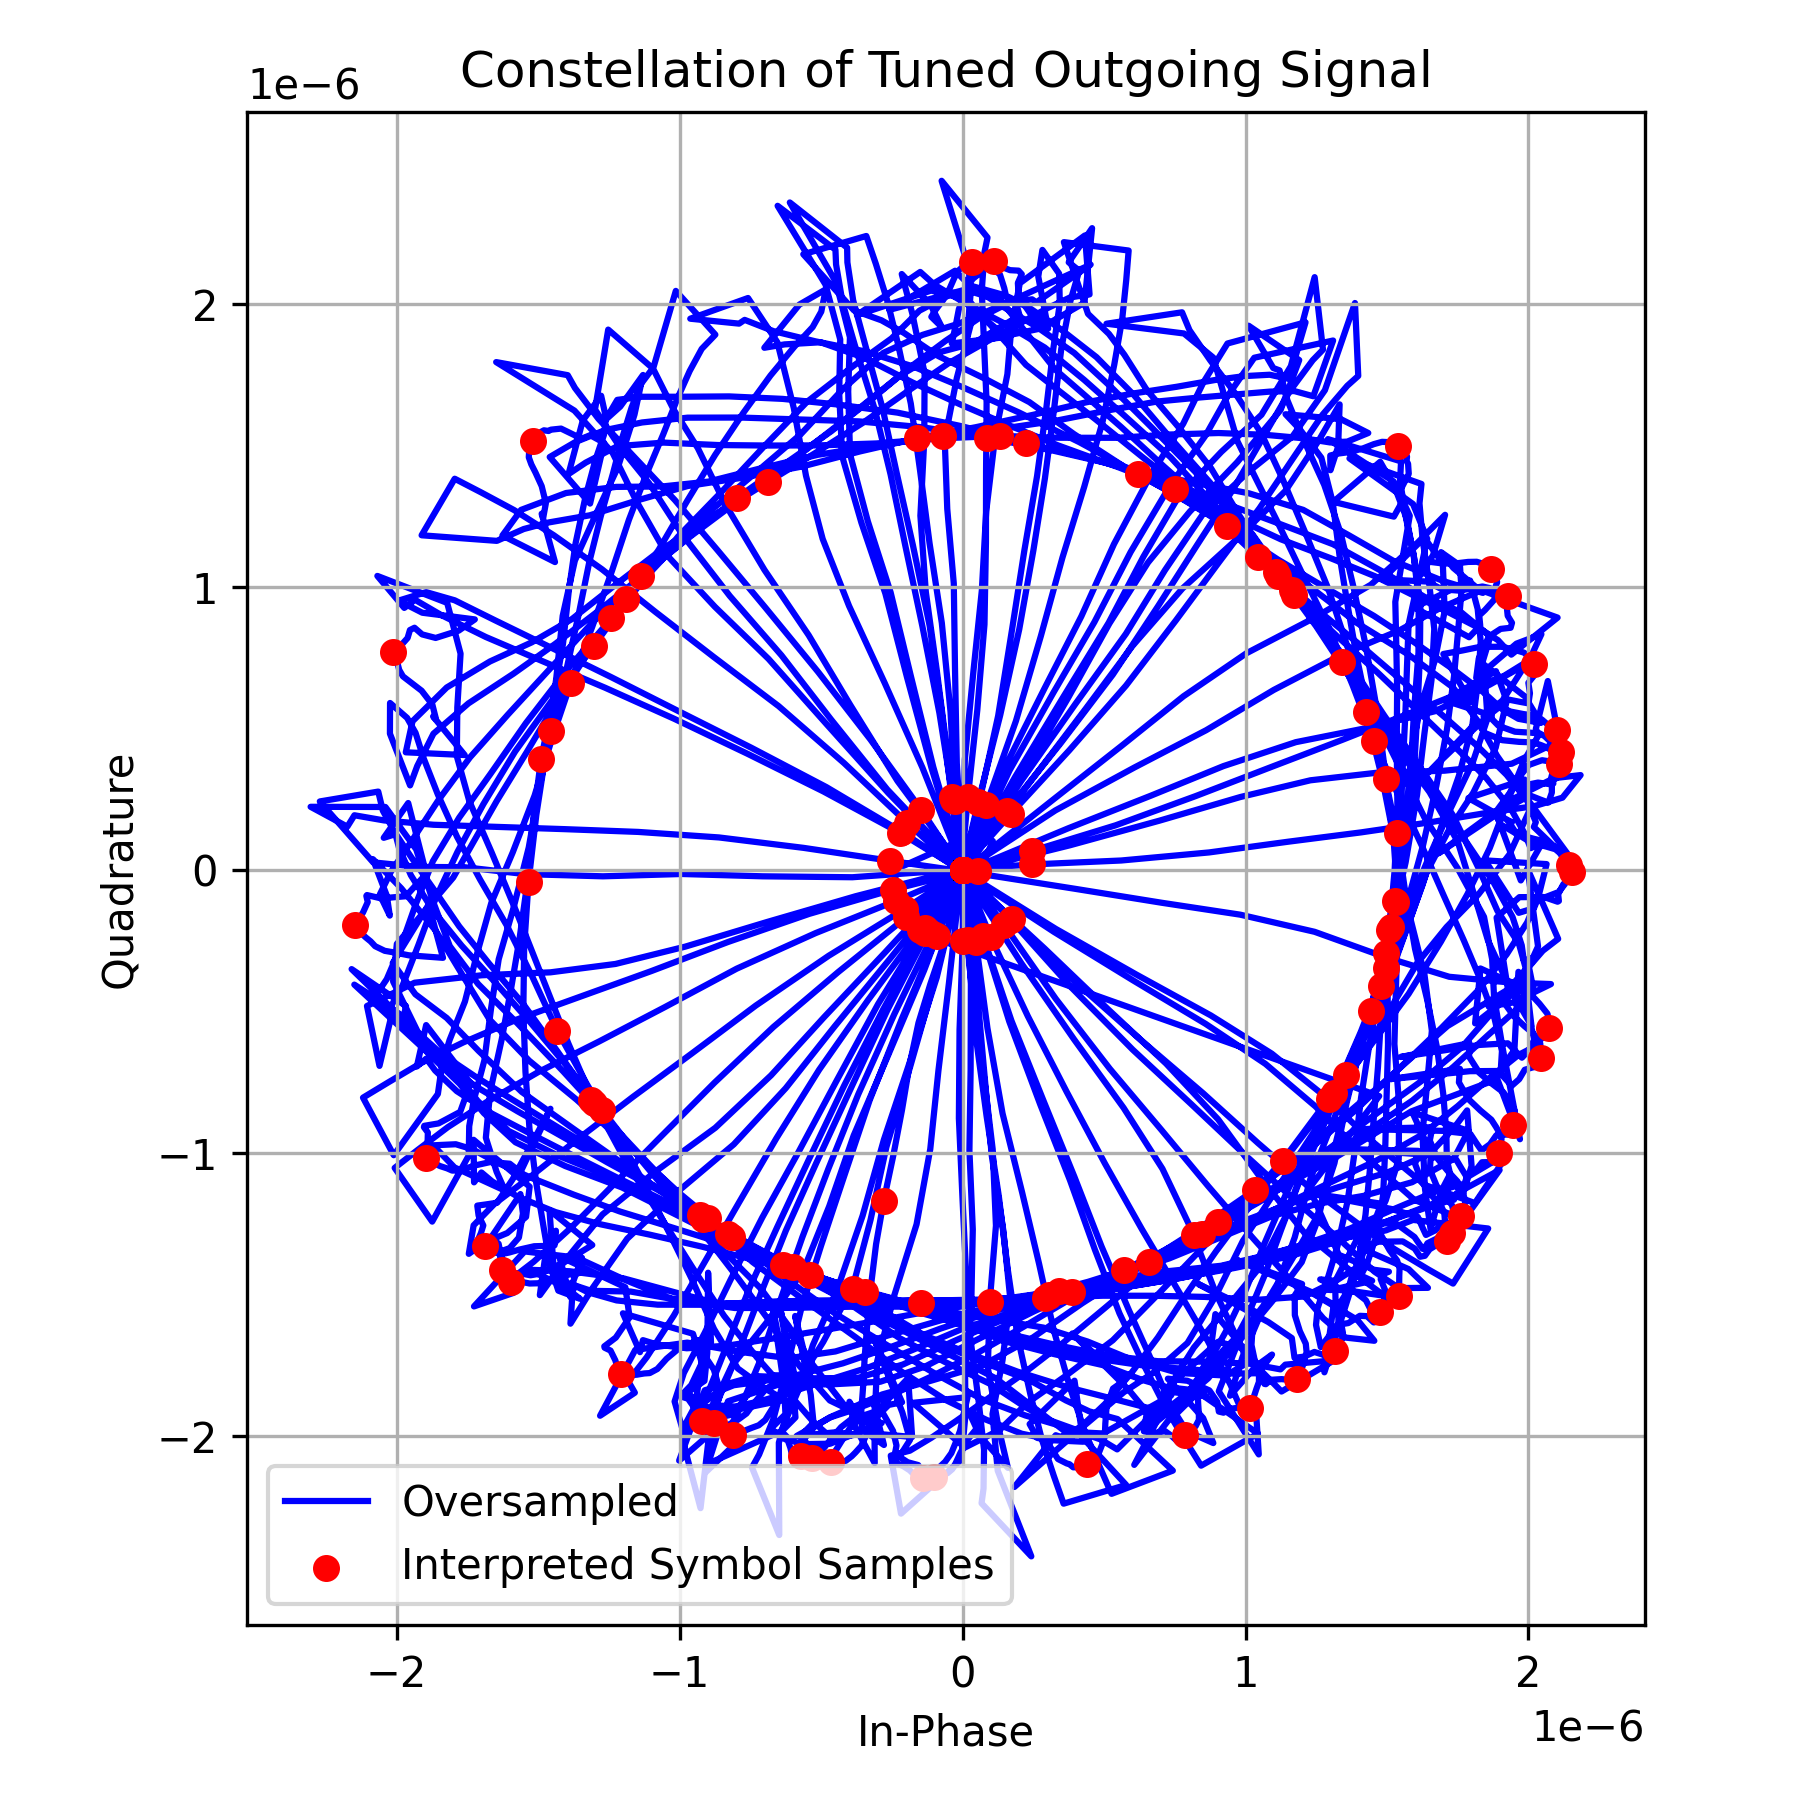 Constellation of Tuned Outgoing Signal
1e−6
2
1
0
−1
−2
Quadrature
Oversampled
Interpreted Symbol Samples
−2 −1 0 1 2
In-Phase
1e−6